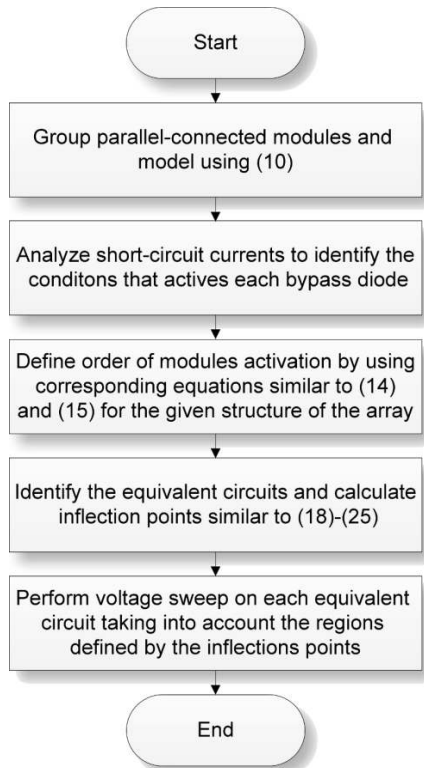 Start
Group parallel-connected modules and
model using (10)
Analyze short-circuit currents to identify the
conditons that actives each bypass diode
Define order of modules activation by using
corresponding equations similar to (14)
and (15) for the given structure of the array
Identify the equivalent circuits and calculate
inflection points similar to (18)-(25)
Perform voltage sweep on each equivalent
circuit taking into account the regions
defined by the inflections points
End